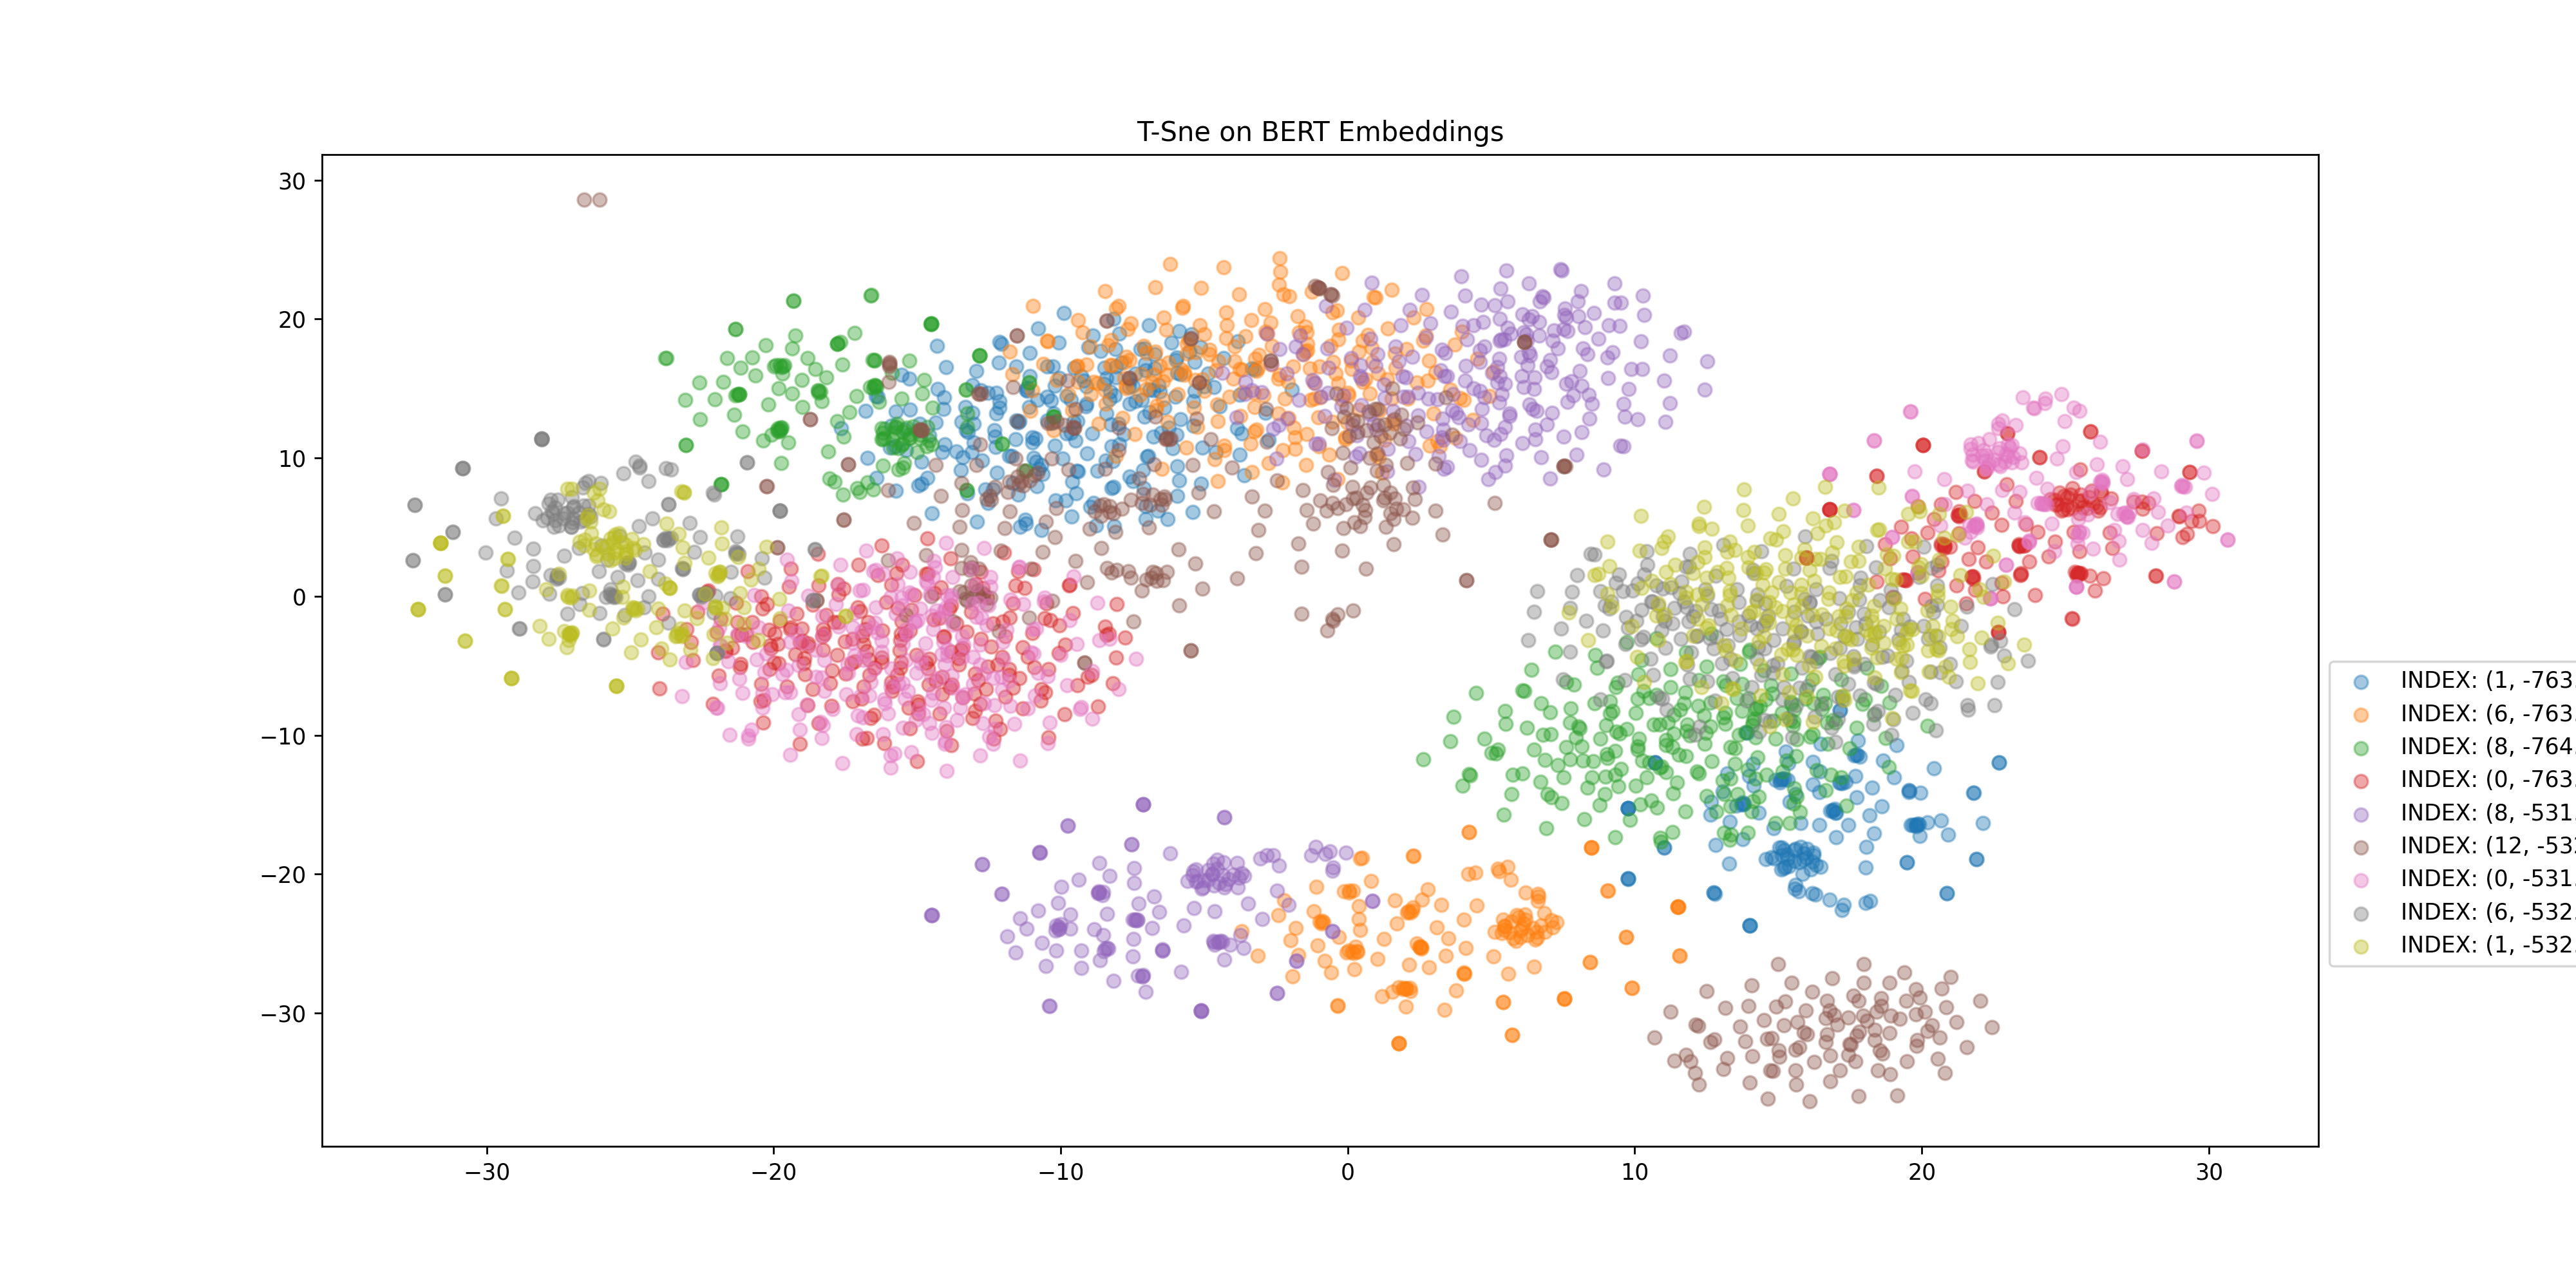 T-Sne on BERT Embeddings
30
20
10
0
−10
−20
−30
−30 −20 −10 0 10 20 30
INDEX: (1, -763
INDEX: (6, -763
INDEX: (8, -764
INDEX: (0, -763
INDEX: (8, -531
INDEX: (12, -53
INDEX: (0, -531
INDEX: (6, -532
INDEX: (1, -532